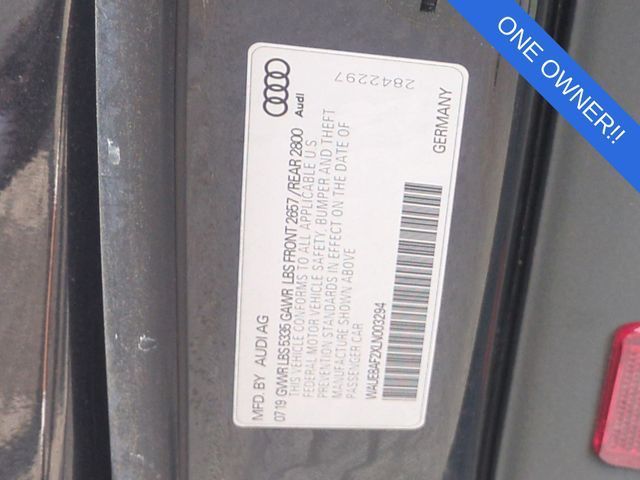 ONE OWNER!!
Audi
2842297
MFD. BY AUDI AG
GERMANY
07/19 GVWR LBS 5335 GAWR LBS FRONT 2657 / REAR 2800
THIS VEHICLE CONFORMS TO ALL APPLICABLE U S
FEDERAL MOTOR VEHICLE SAFETY, BUMPER AND THEFT
PREVENTION STANDARDS IN EFFECT ON THE DATE OF
MANUFACTURE SHOWN ABOVE
PASSENGER CAR
WAUE8AF2XLN003294